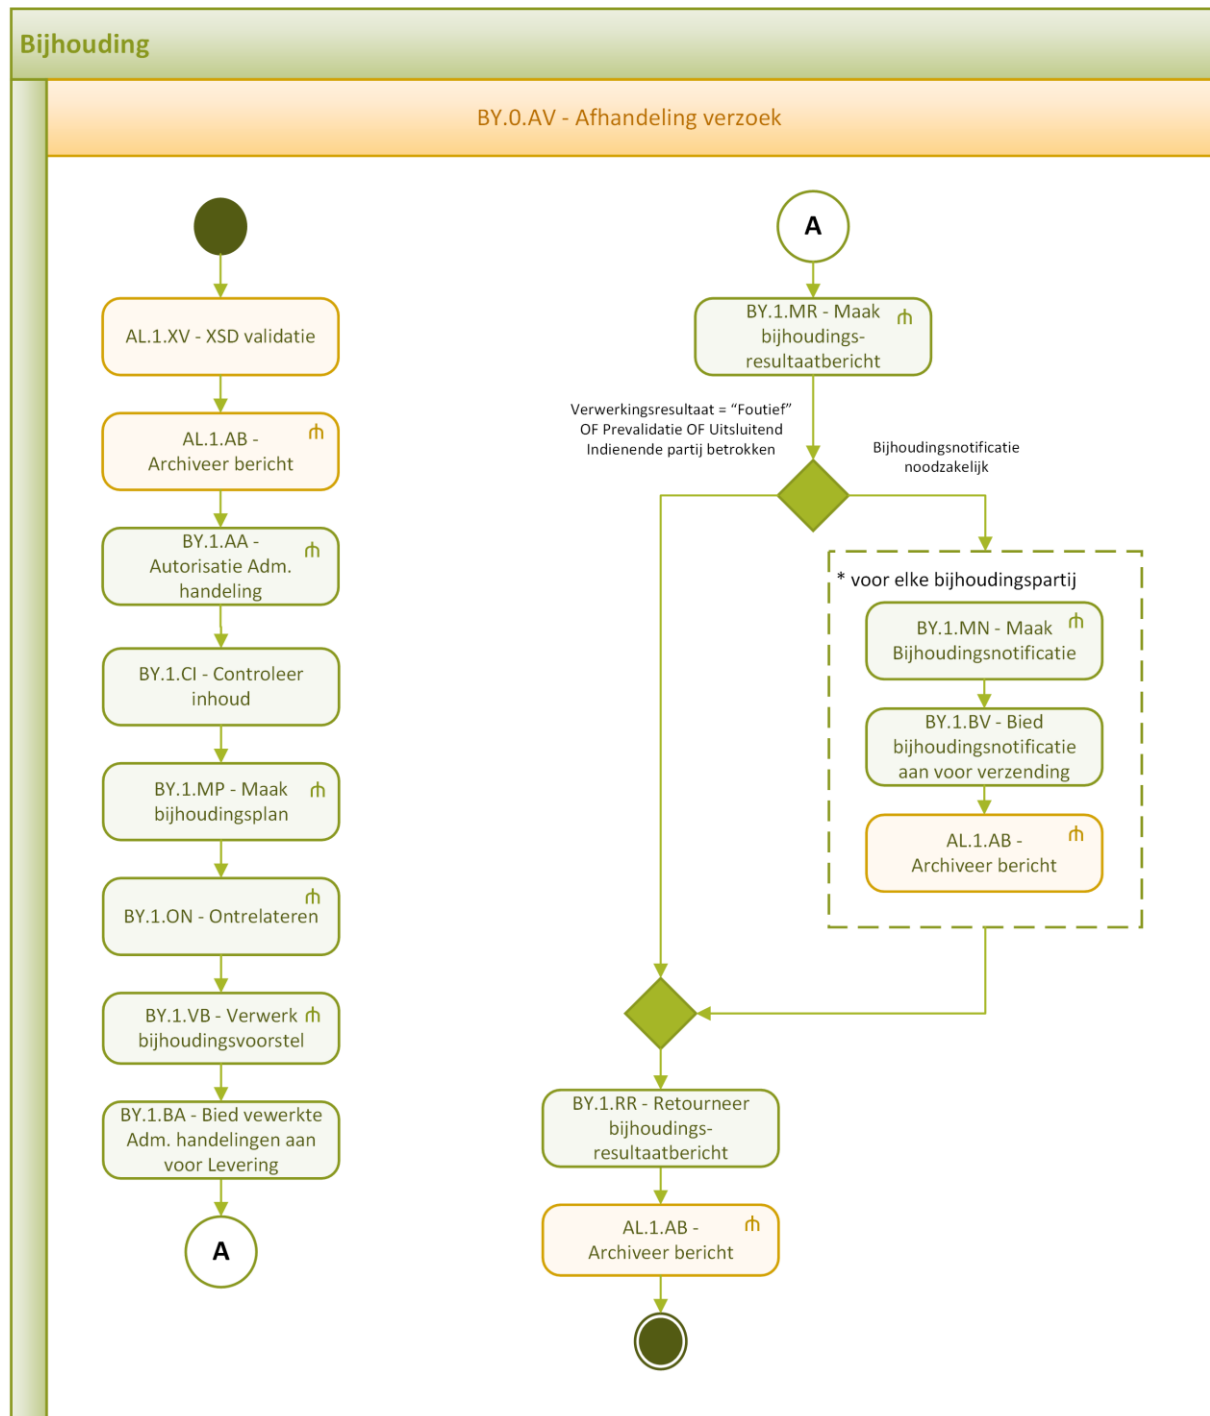 Bijhouding
BY.0.AV - Afhandeling verzoek
AL.1.XV - XSD validatie
AL.1.AB -
Archiveer bericht
BY.1.AA -
Autorisatie Adm.
handeling
BY.1.CI - Controleer
inhoud
BY.1.MP - Maak
bijhoudingsplan
BY.1.ON - Ontrelateren
BY.1.VB - Verwerk
bijhoudingsvoorstel
BY.1.BA - Bied vewerkte
Adm. handelingen aan
voor Levering
A
A
BY.1.MR - Maak
bijhoudings-
resultaatbericht
Verwerkingsresultaat = “Foutief”
OF Prevalidatie OF Uitsluitend
Indienende partij betrokken
Bijhoudingsnotificatie
noodzakelijk
* voor elke bijhoudingspartij
BY.1.MN - Maak
Bijhoudingsnotificatie
BY.1.BV - Bied
bijhoudingsnotificatie
aan voor verzending
AL.1.AB -
Archiveer bericht
BY.1.RR - Retourneer
bijhoudings-
resultaatbericht
AL.1.AB -
Archiveer bericht